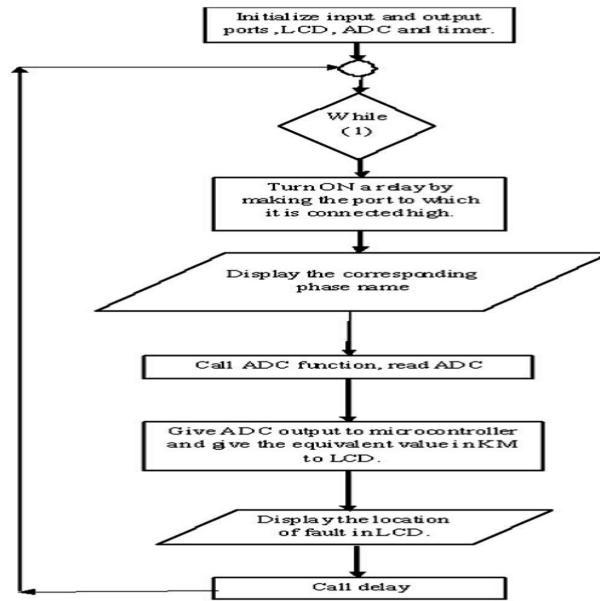 Initialize input and output
ports ,LCD, ADC and timer.
While
(1)
Turn ON a relay by
making the port to which
it is connected high.
Display the corresponding
phase name
Call ADC function, read ADC
Give ADC output to microcontroller
and give the equivalent value in KM
to LCD.
Display the location
of fault in LCD.
Call delay